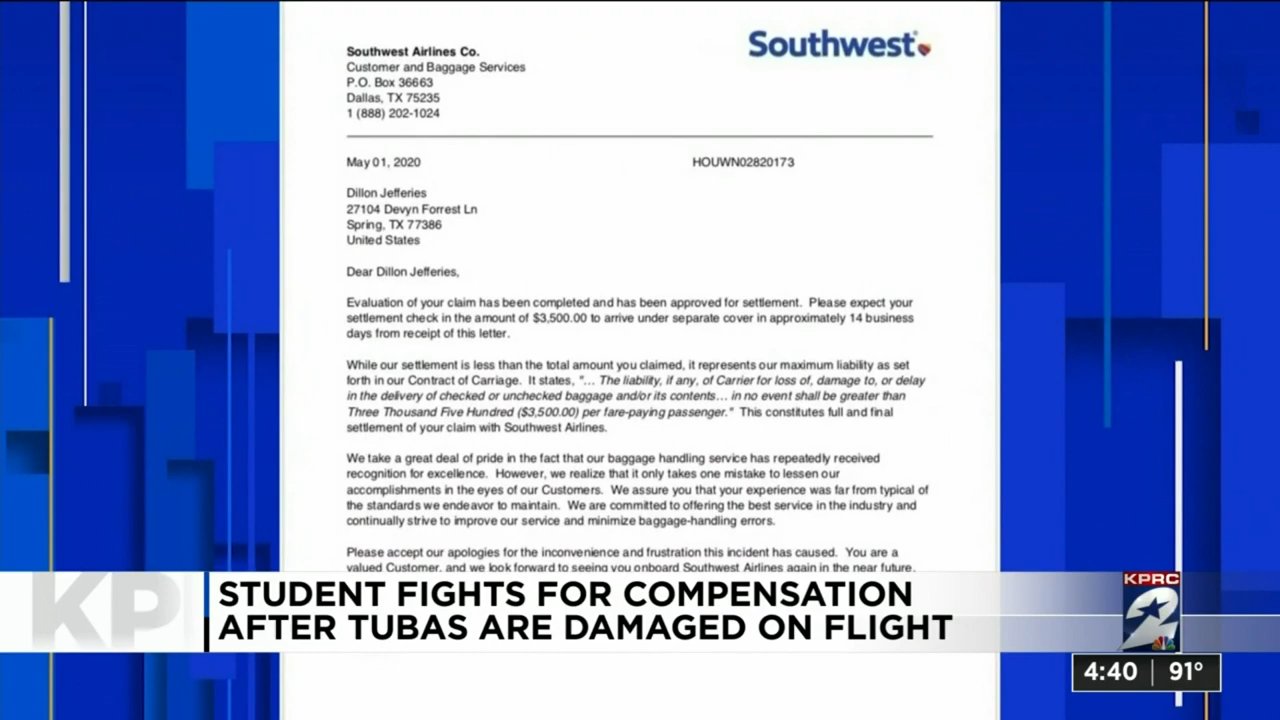 Southwest
Southwest Airlines Co.
Customer and Baggage Services
P.O. Box 36663
Dallas, TX 75235
1 (888) 202-1024
May 01, 2020 HOUWN02820173
Dillon Jefferies
27104 Devyn Forrest Ln
Spring, TX 77386
United States
Dear Dillon Jefferies,
Evaluation of your claim has been completed and has been approved for settlement. Please expect your
settlement check in the amount of $3,500.00 to arrive under separate cover in approximately 14 business
days from receipt of this letter.
While our settlement is less than the total amount you claimed, it represents our maximum liability as set
forth in our Contract of Carriage. It states, "... The liability, if any, of Carrier for loss of, damage to, or delay
in the delivery of checked or unchecked baggage and/or its contents... in no event shall be greater than
Three Thousand Five Hundred ($3,500.00) per fare-paying passenger." This constitutes full and final
settlement of your claim with Southwest Airlines.
We take a great deal of pride in the fact that our baggage handling service has repeatedly received
recognition for excellence. However, we realize that it only takes one mistake to lessen our
accomplishments in the eyes of our Customers. We assure you that your experience was far from typical of
the standards we endeavor to maintain. We are committed to offering the best service in the industry and
continually strive to improve our service and minimize baggage-handling errors.
Please accept our apologies for the inconvenience and frustration this incident has caused. You are a
valued Customer, and we look forward to seeing you onboard Southwest Airlines again in the near future.
KP
STUDENT FIGHTS FOR COMPENSATION
AFTER TUBAS ARE DAMAGED ON FLIGHT
KPRC
2
4:40 | 91°